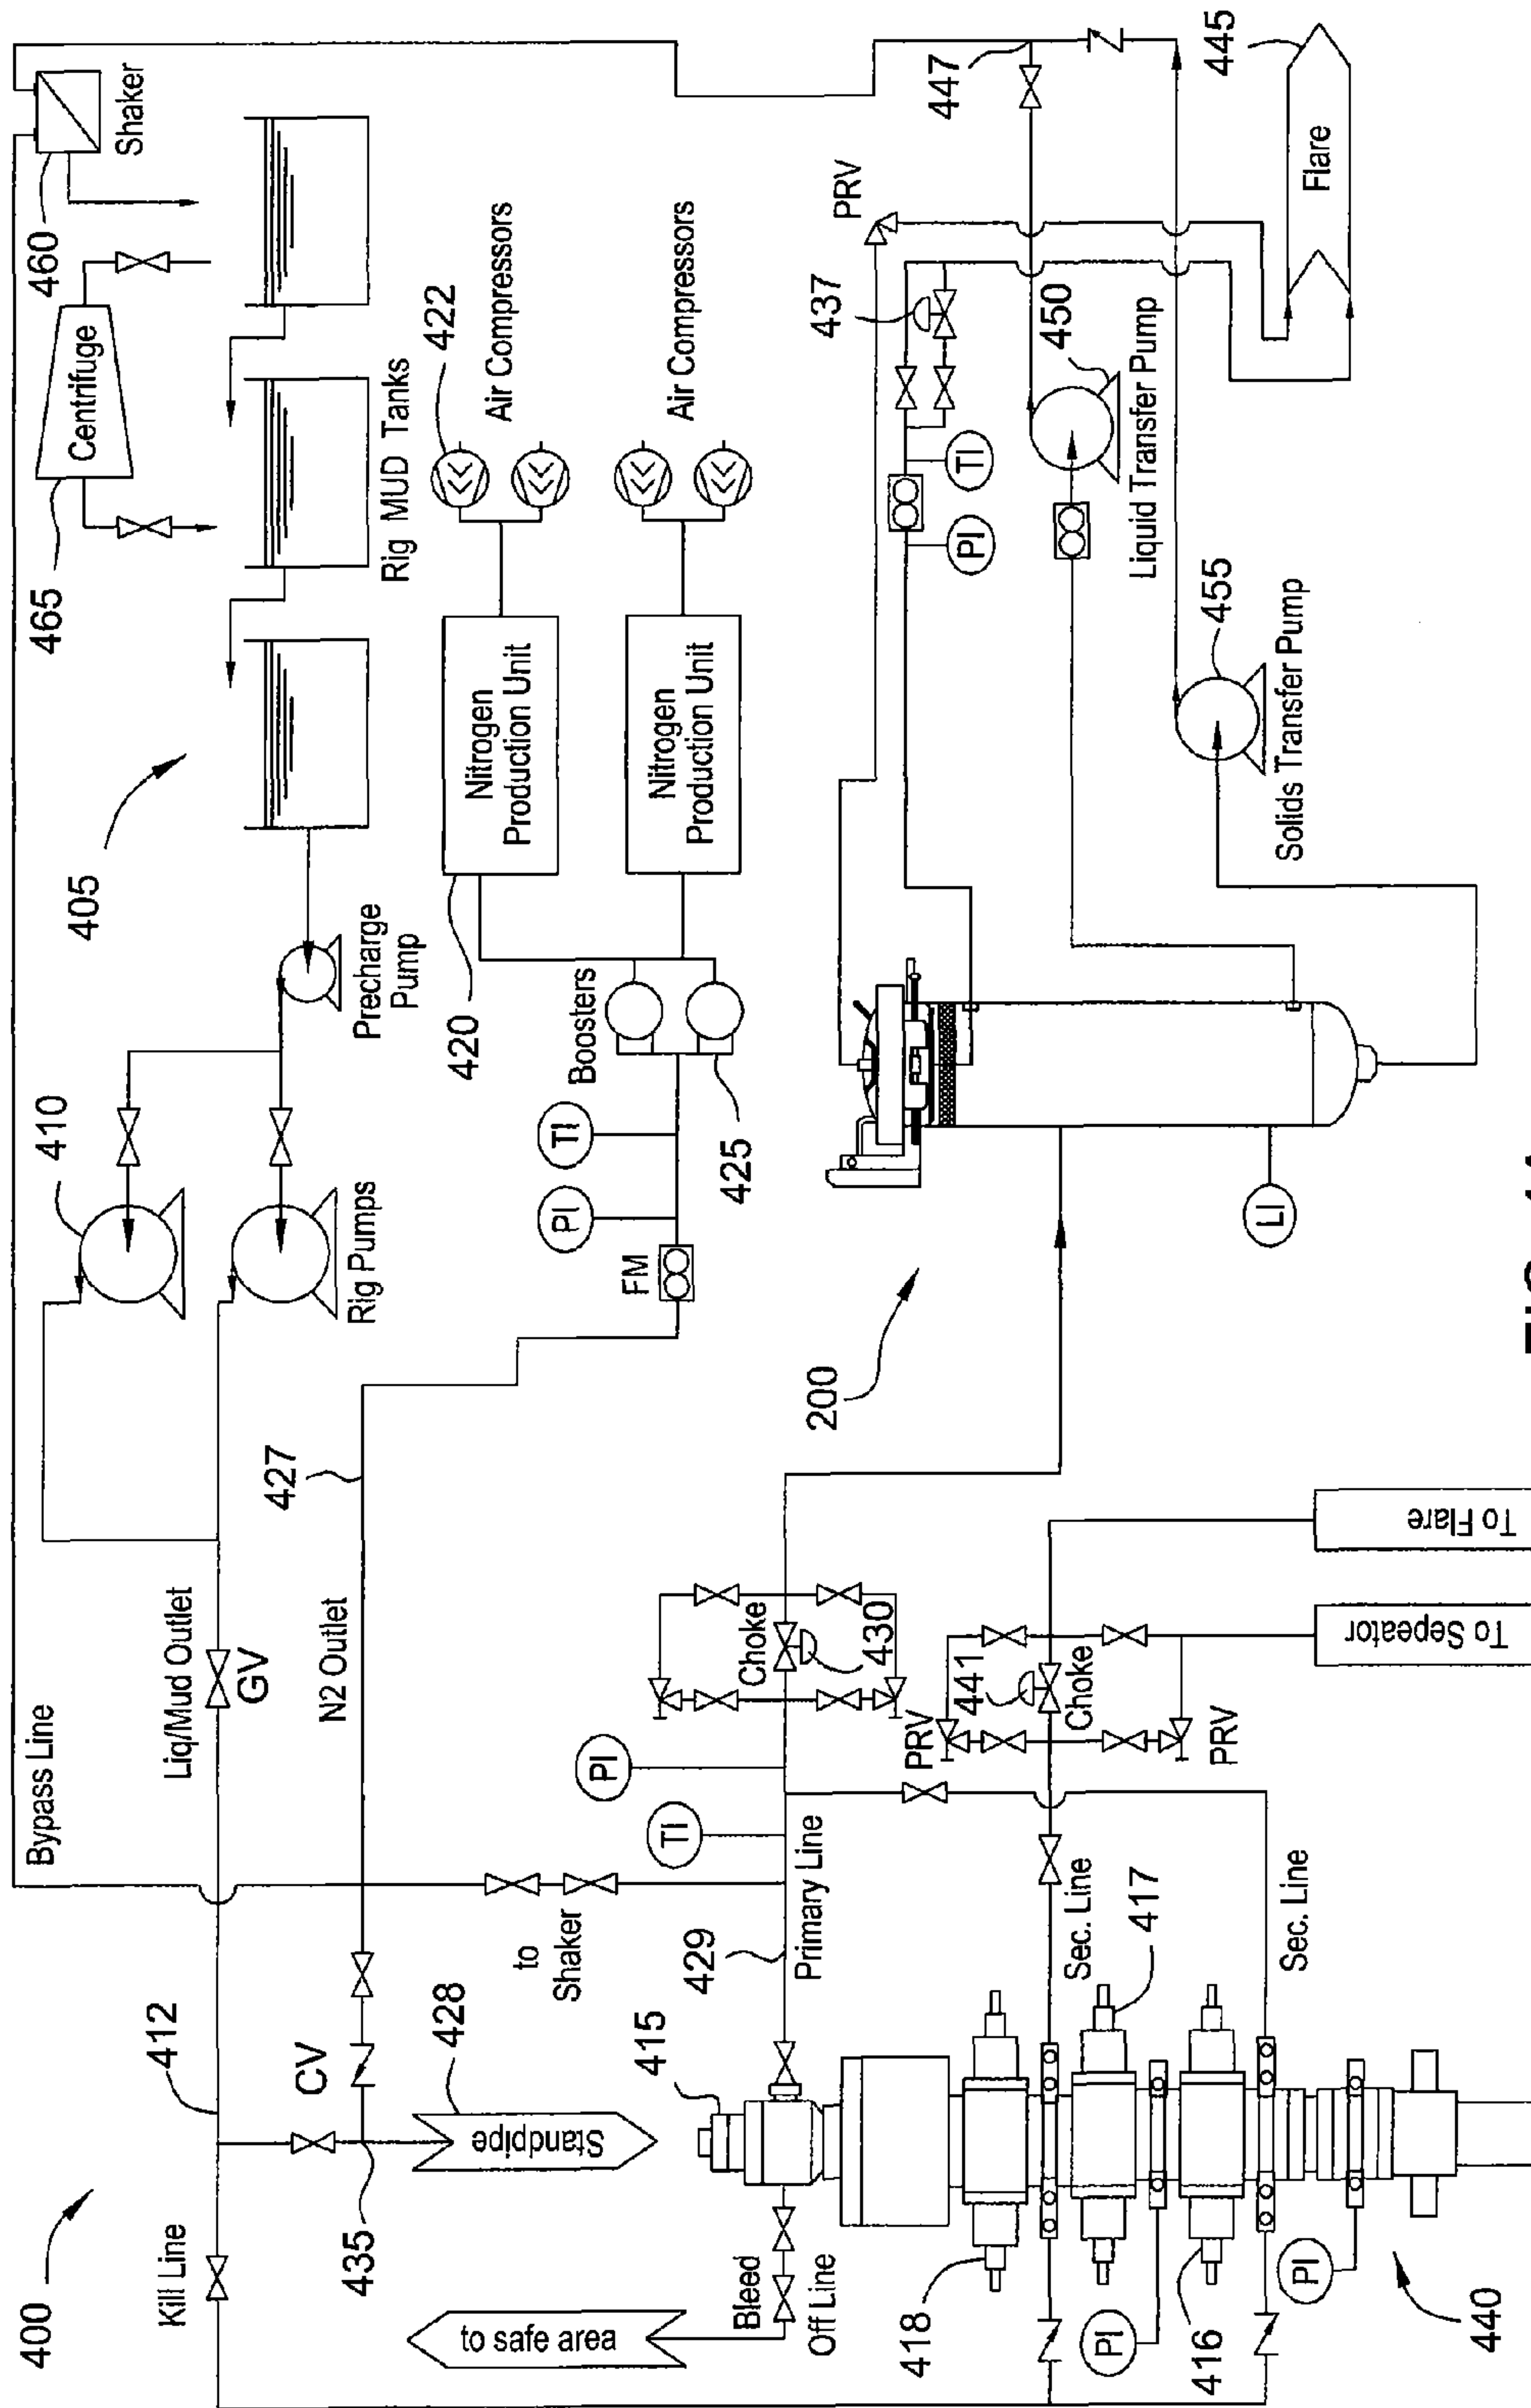 400
Kill Line
412
Bypass Line
Liq/Mud Outlet
GV
410
Rig Pumps
Precharge
Pump
405
465
Centrifuge
460
Shaker
Rig MUD Tanks
CV
435
428
Standpipe
N2 Outlet
427
FM
PI
TI
Boosters
425
420
Nitrogen
Production Unit
Nitrogen
Production Unit
422
Air Compressors
Air Compressors
to safe area
Bleed
Off Line
415
429
Primary Line
to
Shaker
TI
PI
Choke
430
200
LI
PI
TI
437
PRV
447
445
Flare
450
Liquid Transfer Pump
455
Solids Transfer Pump
418
PI
416
PI
440
417
Sec. Line
Sec. Line
PRV
441
Choke
PRV
To Sepeator
To Flare